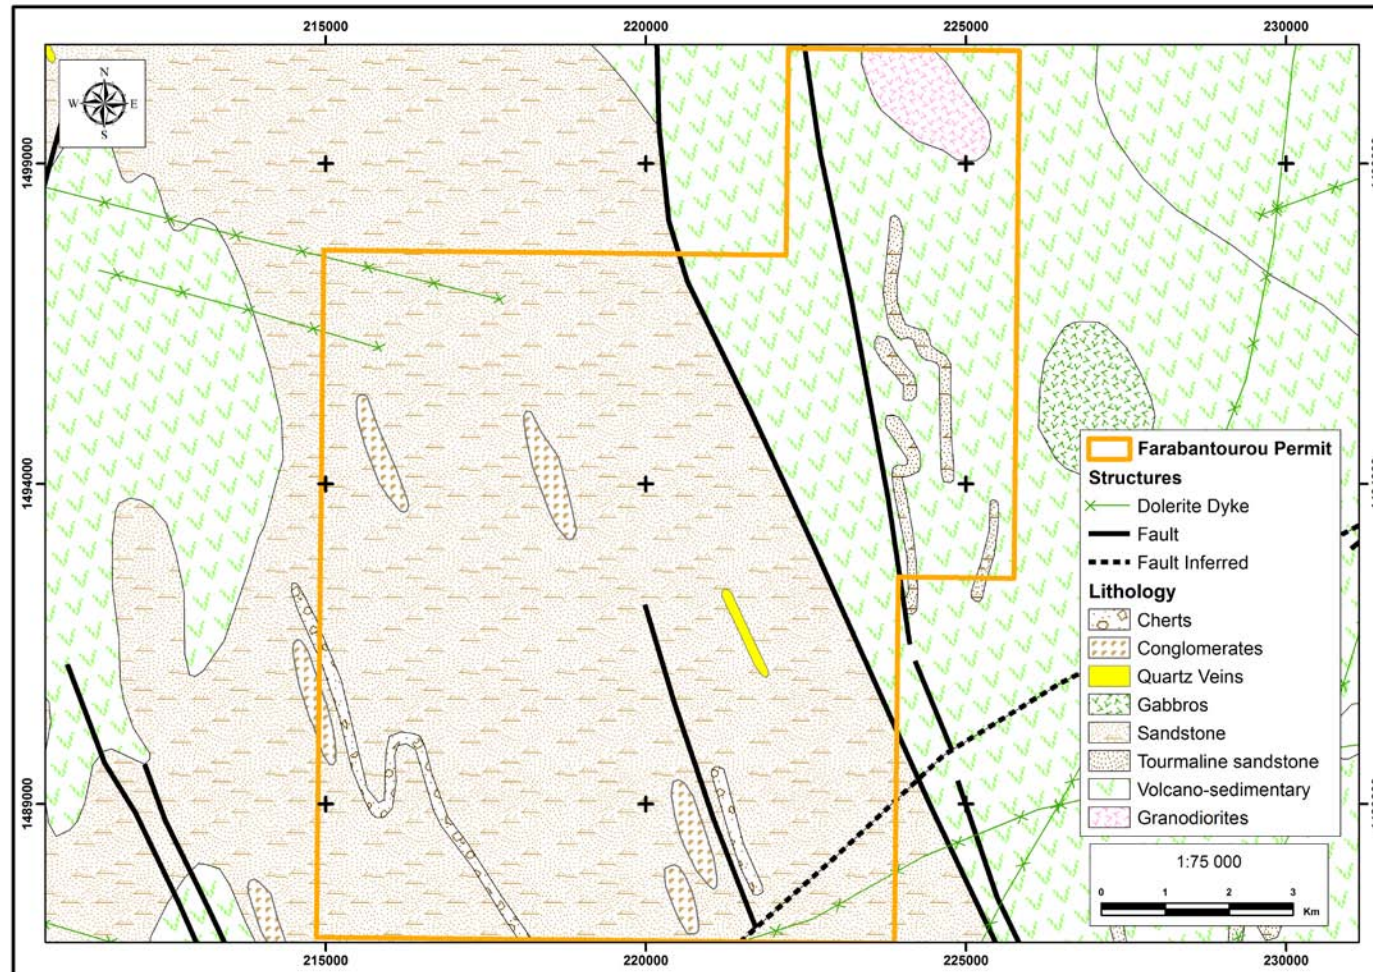 215000 220000 225000 230000
N
W E
S
1499000
1494000
1489000
Farabantourou Permit
Structures
Dolerite Dyke
Fault
Fault Inferred
Lithology
Cherts
Conglomerates
Quartz Veins
Gabbros
Sandstone
Tourmaline sandstone
Volcano-sedimentary
Granodiorites
1:75 000
0 1 2 3
Km
215000 220000 225000 230000